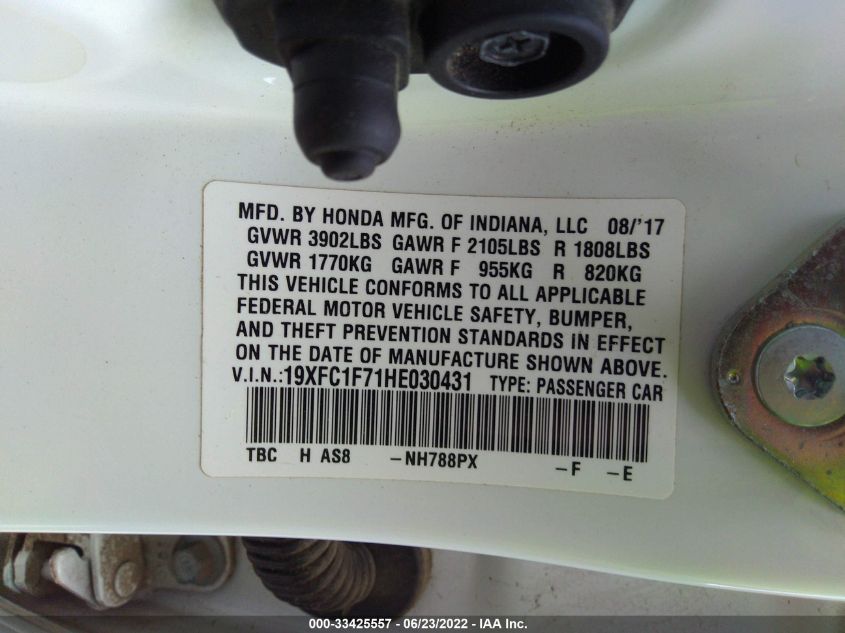 MFD. BY HONDA MFG. OF INDIANA, LLC 08/'17
GVWR 3902LBS GAWR F 2105LBS R 1808LBS
GVWR 1770KG GAWR F 955KG R 820KG
THIS VEHICLE CONFORMS TO ALL APPLICABLE
FEDERAL MOTOR VEHICLE SAFETY, BUMPER,
AND THEFT PREVENTION STANDARDS IN EFFECT
ON THE DATE OF MANUFACTURE SHOWN ABOVE.
V.I.N.:19XFC1F71HE030431 TYPE: PASSENGER CAR
TBC H AS8 -NH788PX -F -E
000-33425557 - 06/23/2022 - IAA Inc.